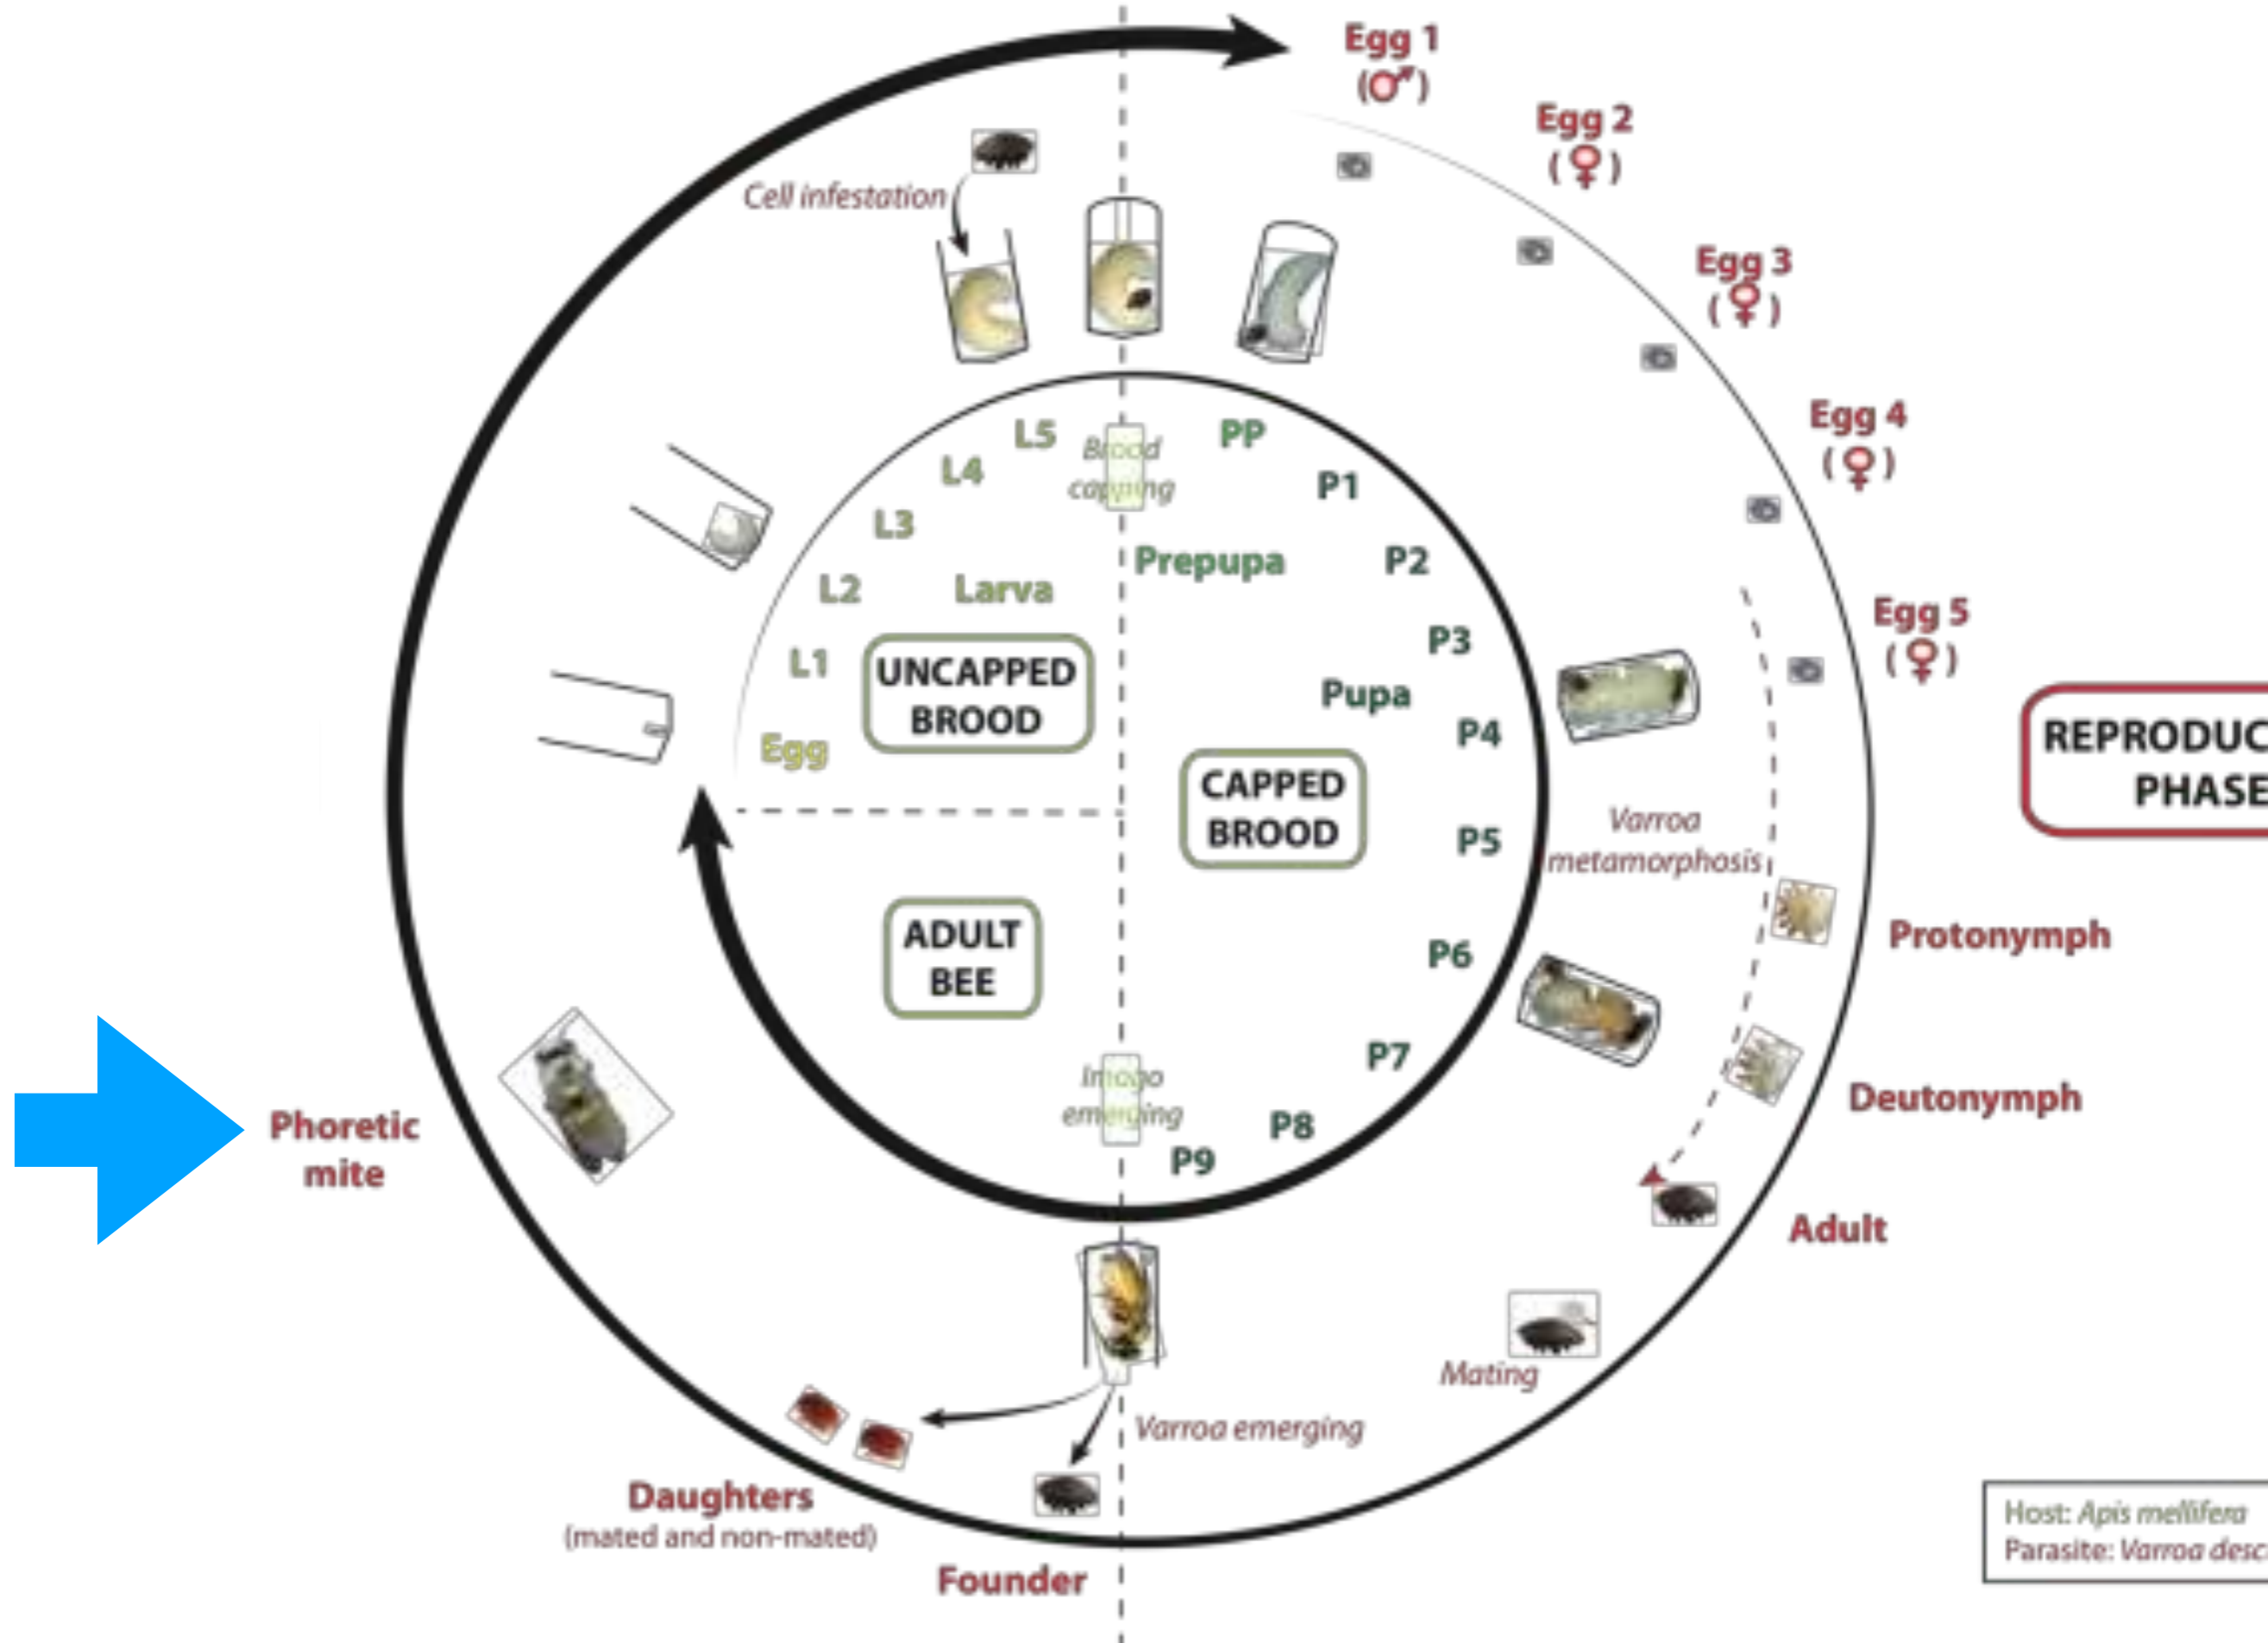 Egg 1
(♂)
Egg 2
(♀)
Cell infestation
Egg 3
(♀)
Egg 4
(♀)
L5
Brood
capping
PP
L4
P1
L3
P2
Prepupa
L2
Larva
Egg 5
(♀)
P3
L1
UNCAPPED
BROOD
Pupa
P4
Egg
REPRODUC
PHASE
CAPPED
BROOD
Varroa
metamorphosis
P5
ADULT
BEE
P6
Protonymph
P7
Imago
emerging
Deutonymph
P8
Phoretic
mite
P9
Adult
Mating
Varroa emerging
Daughters
(mated and non-mated)
Founder
Host: Apis mellifera
Parasite: Varroa desc